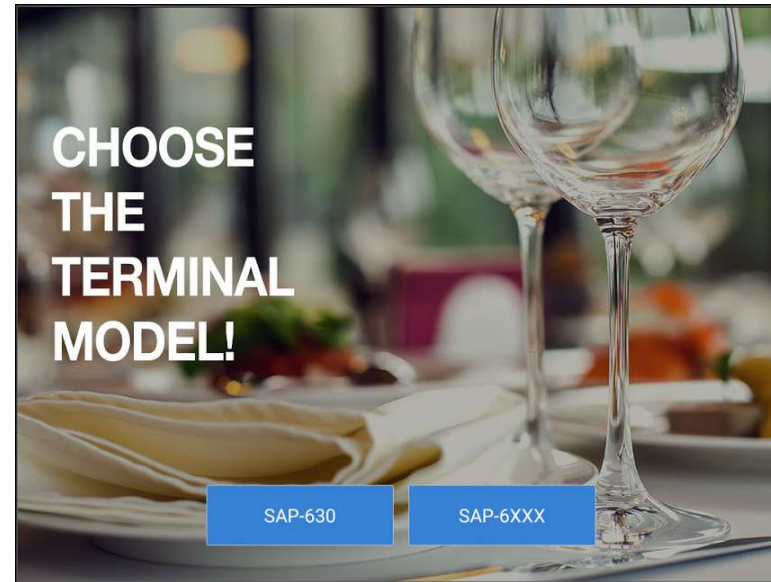 CHOOSE
THE
TERMINAL
MODEL!
SAP-630
SAP-6XXX